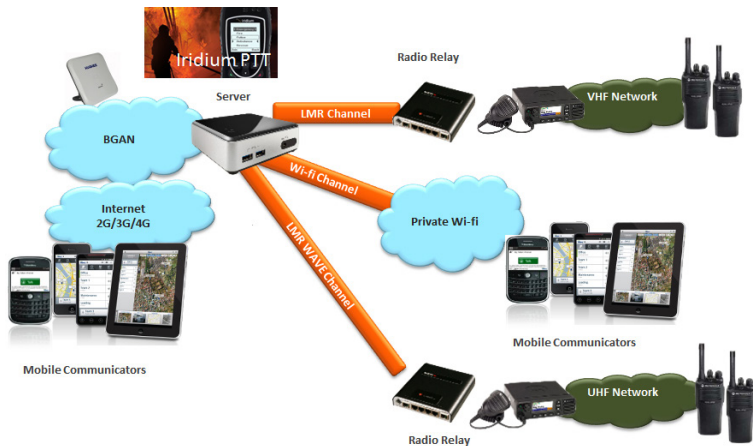 Iridium PTT
Radio Relay
Server
LMR Channel
VHF Network
BGAN
Wi-fi Channel
Internet
2G/3G/4G
Private Wi-fi
LMR WAVE Channel
Mobile Communicators
Mobile Communicators
UHF Network
Radio Relay